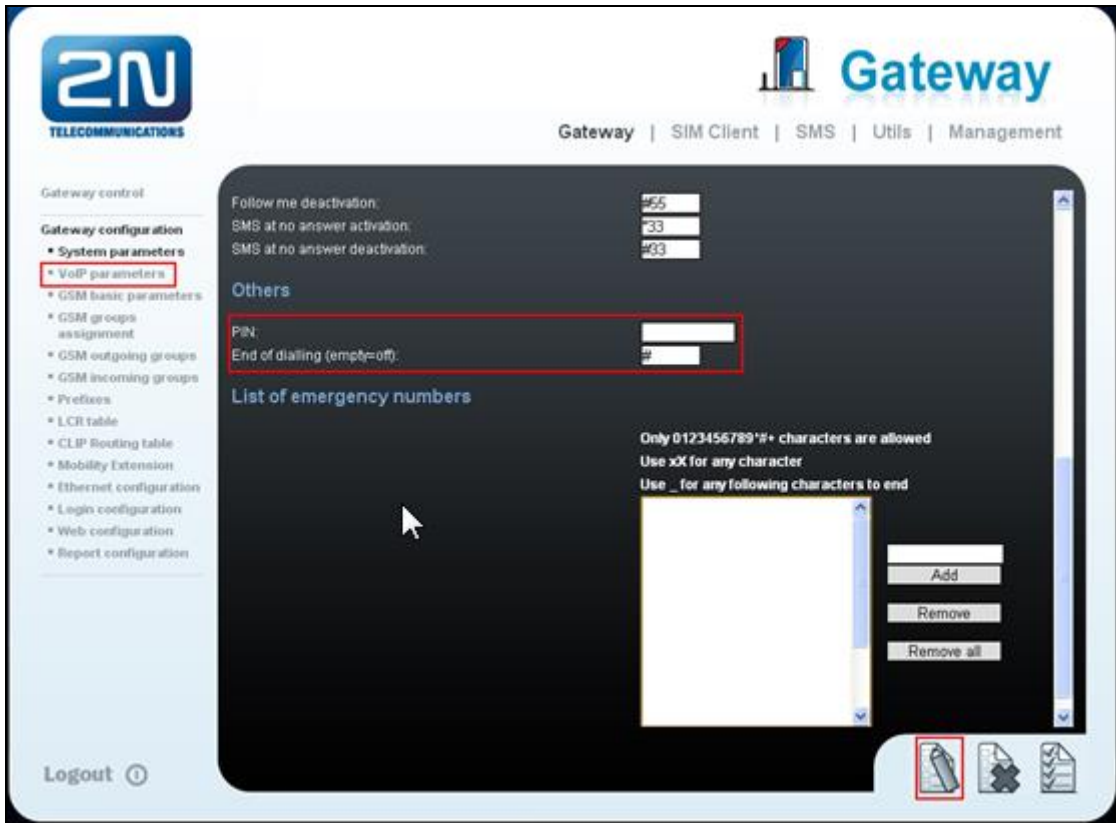 2N
TELECOMMUNICATIONS
Gateway
Gateway | SIM Client | SMS | Utils | Management
Gateway control
Gateway configuration
System parameters
VoIP parameters
GSM basic parameters
GSM groups
assignment
GSM outgoing groups
GSM incoming groups
Prefixes
LCR table
CLIP Routing table
Mobility Extension
Ethernet configuration
Login configuration
Web configuration
Report configuration
Logout
Follow me deactivation: #55
SMS at no answer activation: *33
SMS at no answer deactivation: #33
Others
PIN:
End of dialling (empty=off): #
List of emergency numbers
Only 0123456789*#+ characters are allowed
Use xX for any character
Use _ for any following characters to end
Add
Remove
Remove all